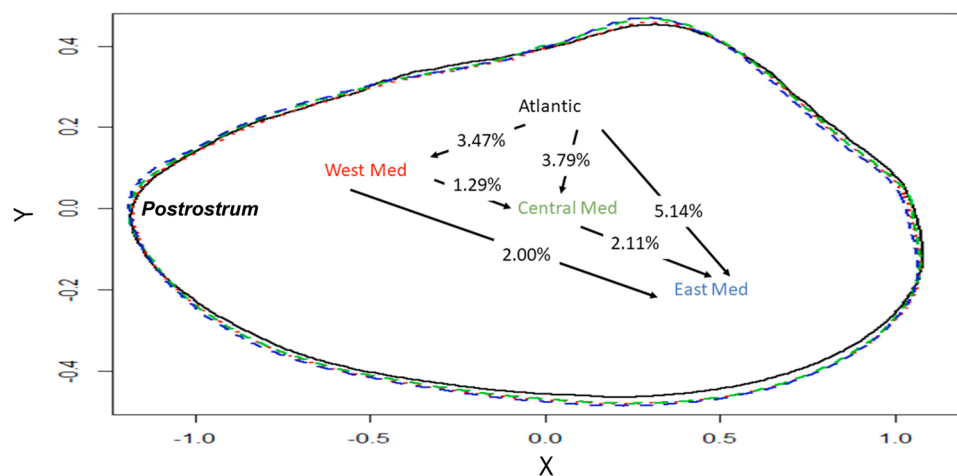 0.4
Atlantic
0.2
3.47%
3.79%
West Med
1.29%
Y
0.0
Postrostrum
Central Med
5.14%
2.00%
2.11%
-0.2
East Med
-0.4
-1.0 -0.5 0.0 0.5 1.0
X